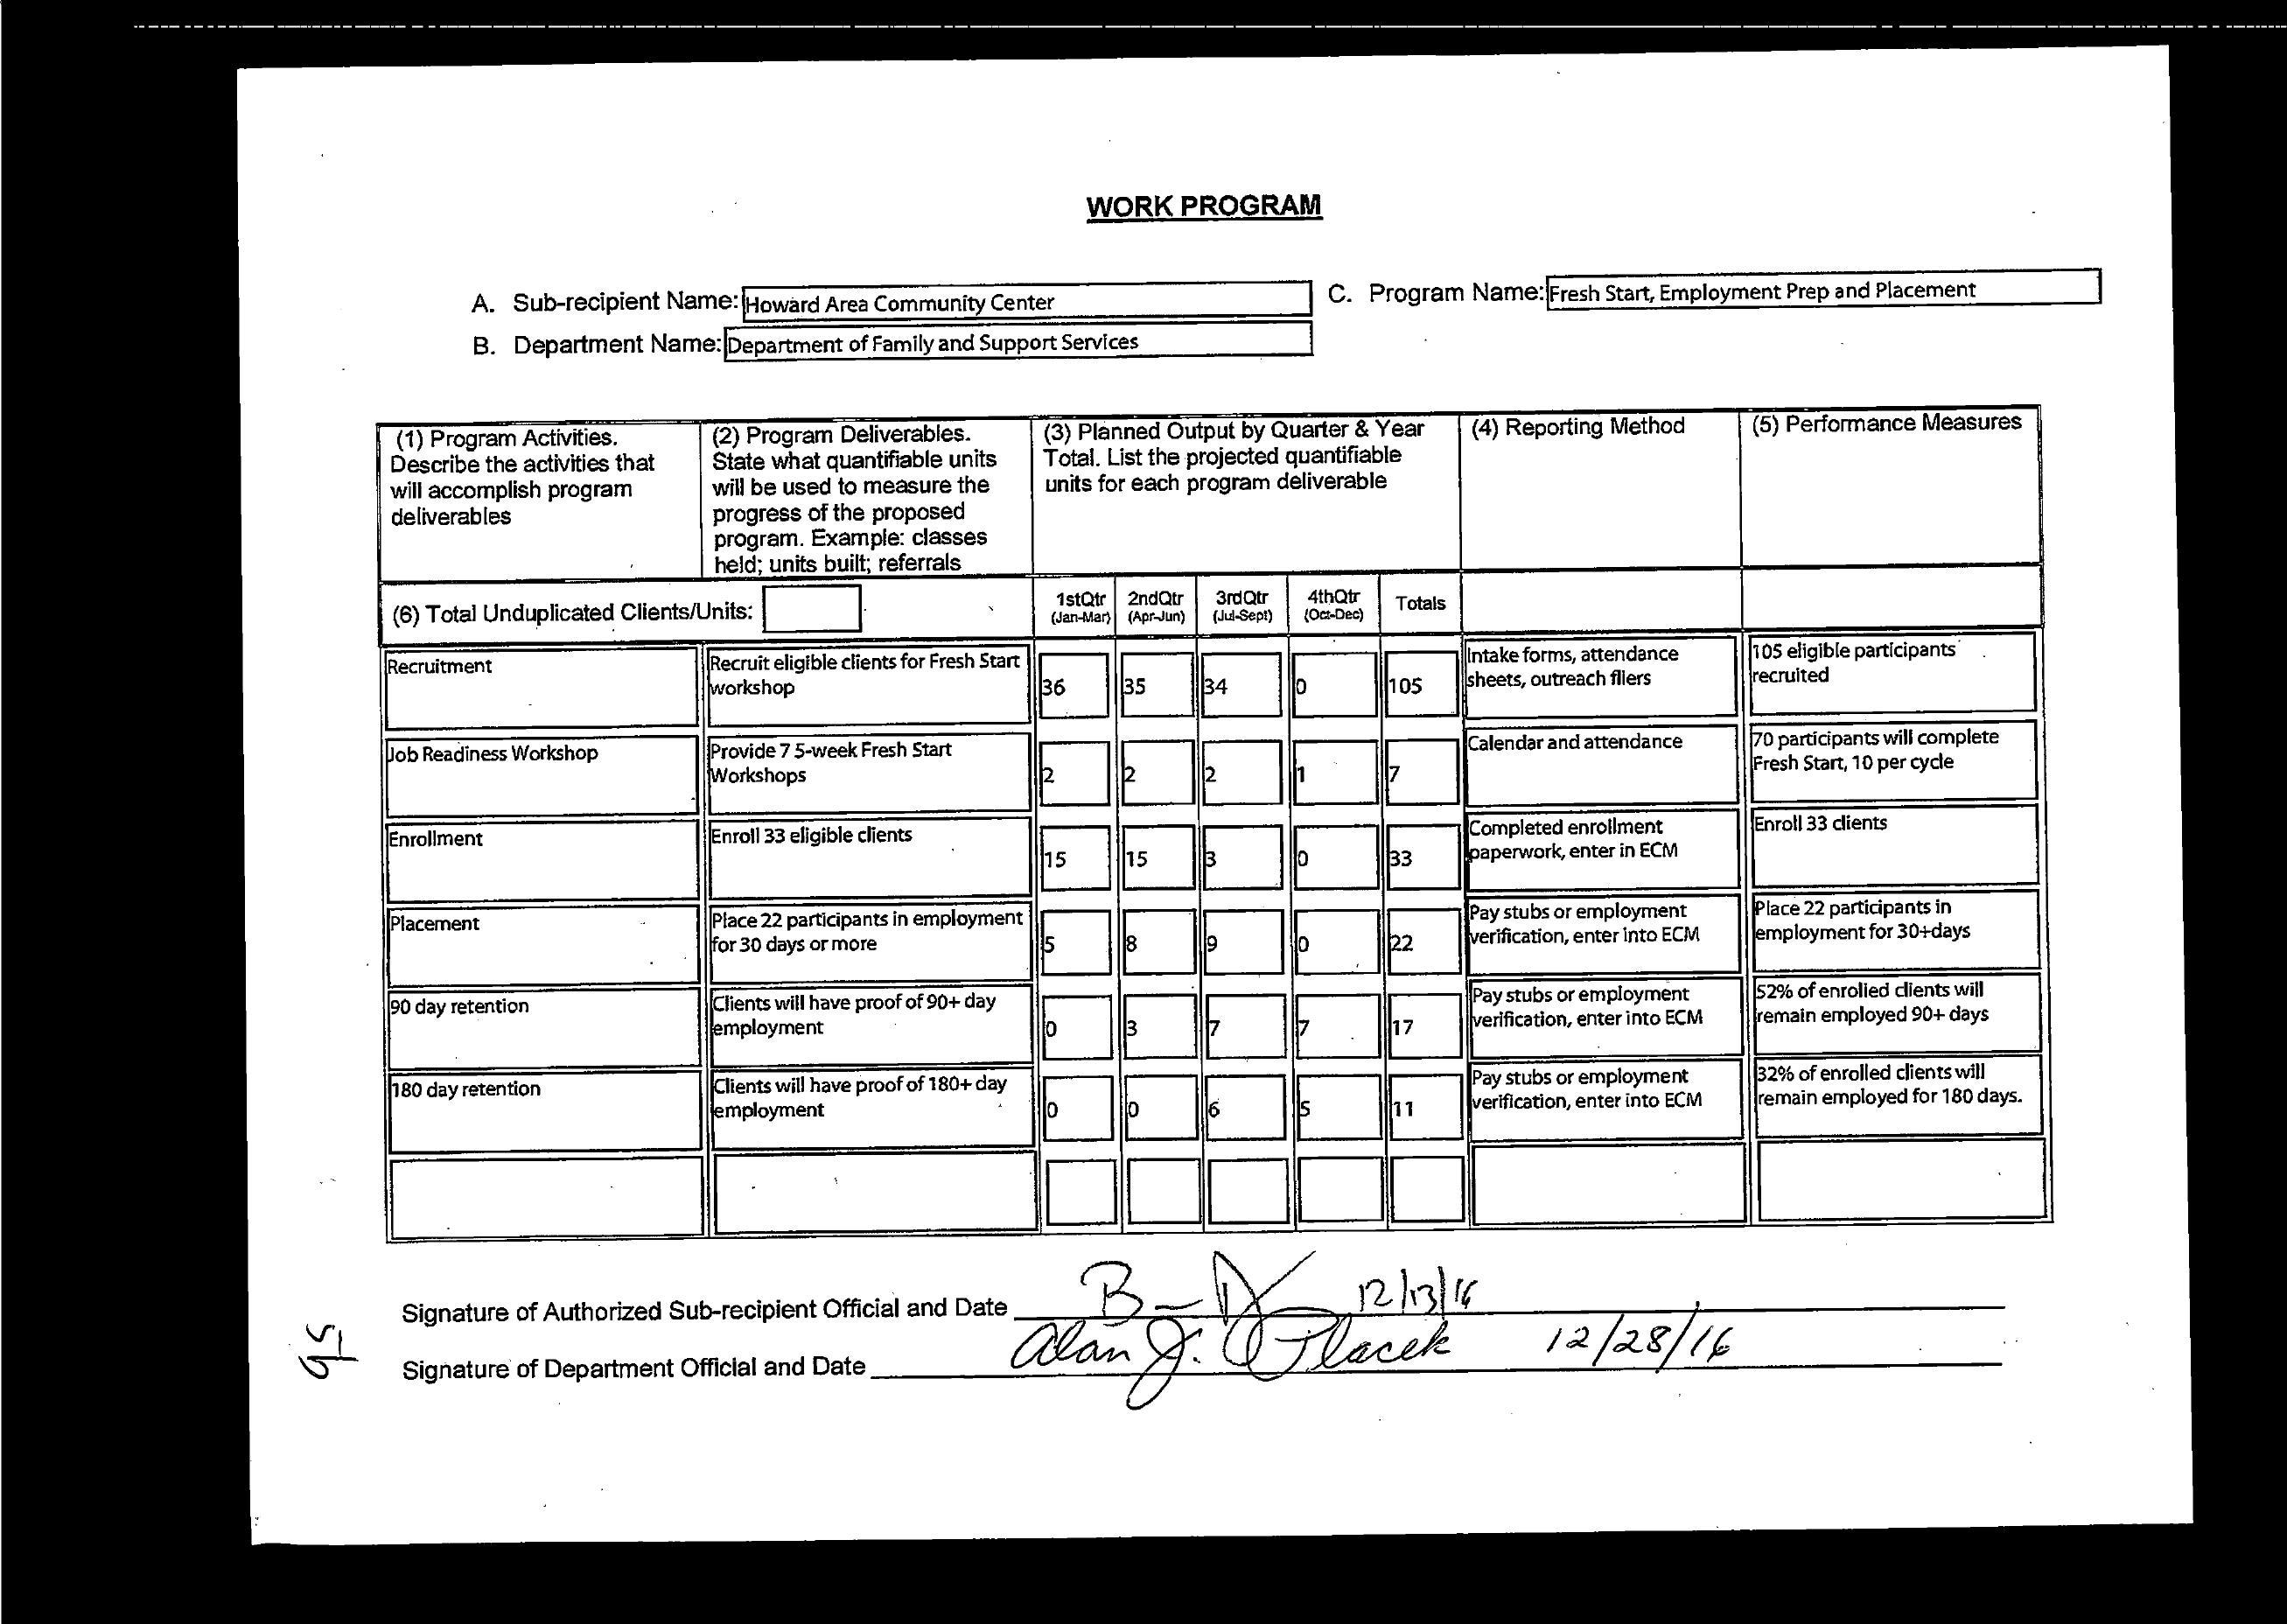 WORK PROGRAM
A. Sub-recipient Name: Howard Area Community Center
C. Program Name: Fresh Start, Employment Prep and Placement
B. Department Name: Department of Family and Support Services
(1) Program Activities.
Describe the activities that
will accomplish program
deliverables
(2) Program Deliverables.
State what quantifiable units
will be used to measure the
progress of the proposed
program. Example: classes
held; units built; referrals
(3) Planned Output by Quarter & Year
Total. List the projected quantifiable
units for each program deliverable
(4) Reporting Method
(5) Performance Measures
(6) Total Unduplicated Clients/Units:
1stQtr
(Jan-Mar)
2ndQtr
(Apr-Jun)
3rdQtr
(Jul-Sept)
4thQtr
(Oct-Dec)
Totals
Recruitment
Recruit eligible clients for Fresh Start
workshop
36
35
34
0
105
Intake forms, attendance
sheets, outreach fliers
105 eligible participants
recruited
Job Readiness Workshop
Provide 7 5-week Fresh Start
Workshops
2
2
2
1
7
Calendar and attendance
70 participants will complete
Fresh Start, 10 per cycle
Enrollment
Enroll 33 eligible clients
15
15
3
0
33
Completed enrollment
paperwork, enter in ECM
Enroll 33 clients
Placement
Place 22 participants in employment
for 30 days or more
5
8
9
0
22
Pay stubs or employment
verification, enter into ECM
Place 22 participants in
employment for 30+days
90 day retention
Clients will have proof of 90+ day
employment
0
3
7
7
17
Pay stubs or employment
verification, enter into ECM
52% of enrolled clients will
remain employed 90+ days
180 day retention
Clients will have proof of 180+ day
employment
0
0
6
5
11
Pay stubs or employment
verification, enter into ECM
32% of enrolled clients will
remain employed for 180 days.
Signature of Authorized Sub-recipient Official and Date 12/13/16
Signature of Department Official and Date Alan J. Placek 12/28/16